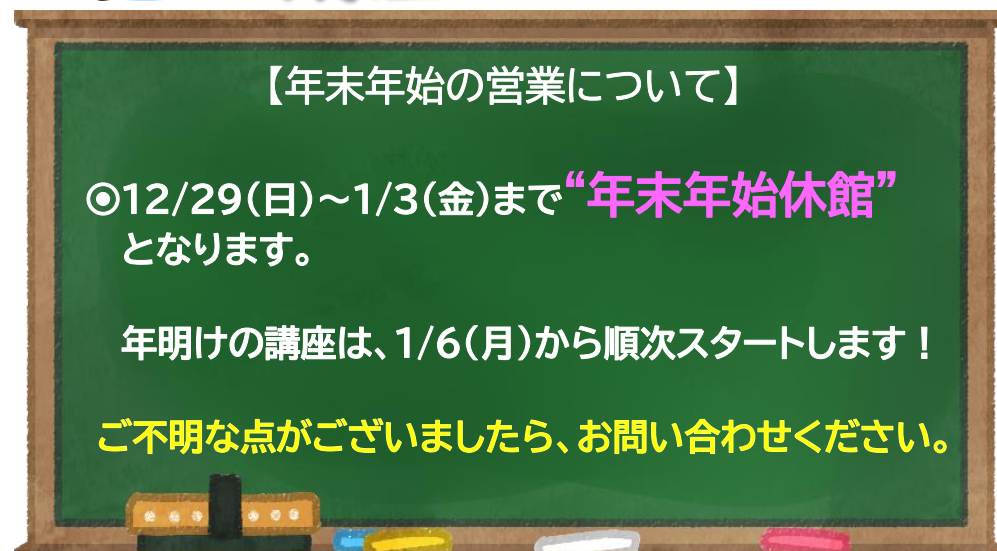 【年末年始の営業について】
⦿12/29(日)～1/3(金)まで“年末年始休館”
となります。
年明けの講座は、1/6(月)から順次スタートします！
ご不明な点がございましたら、お問い合わせください。